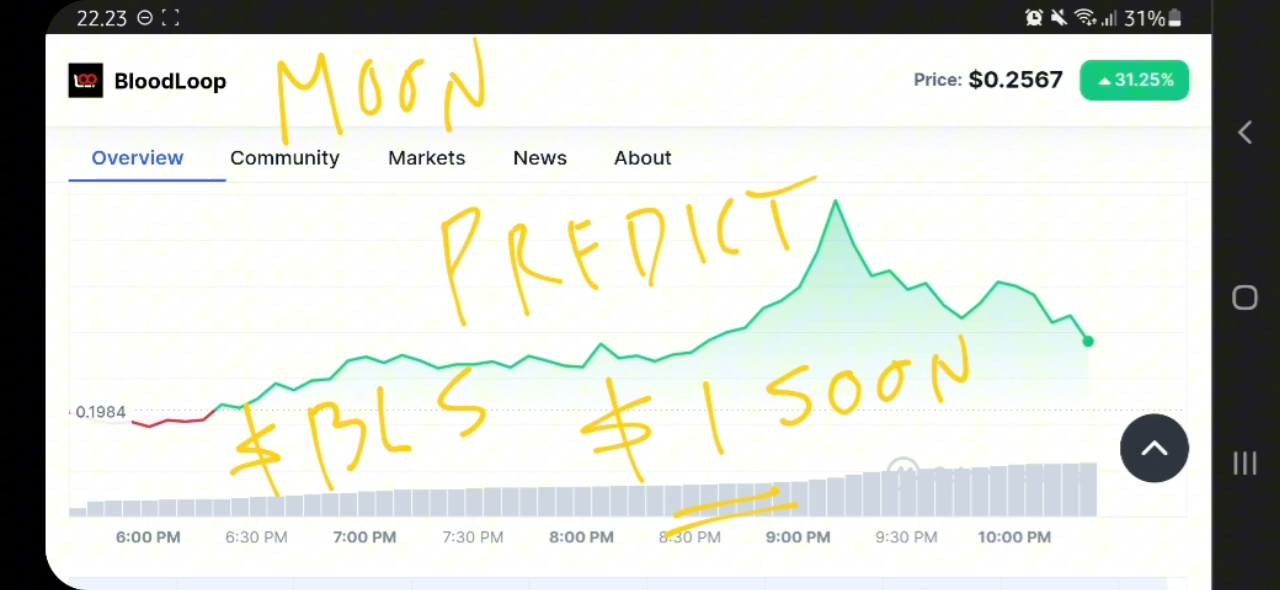 22.23 31%
BloodLoop MOON Price: $0.2567 31.25%
Overview Community Markets News About
PREDICT
0.1984
$BLS $1 SOON
6:00 PM 6:30 PM 7:00 PM 7:30 PM 8:00 PM 8:30 PM 9:00 PM 9:30 PM 10:00 PM